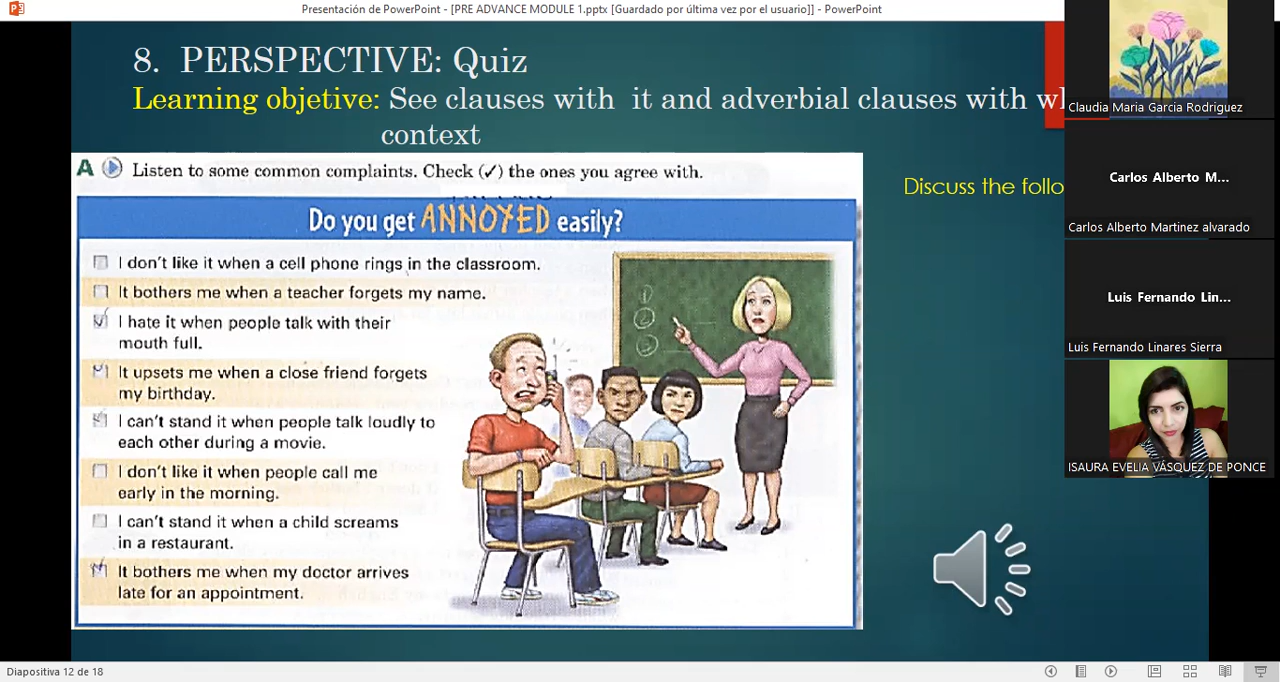 Presentación de PowerPoint - [PRE ADVANCE MODULE 1.pptx [Guardado por última vez por el usuario]] - PowerPoint
8. PERSPECTIVE: Quiz
Learning objetive: See clauses with it and adverbial clauses with
context
A Listen to some common complaints. Check (✓) the ones you agree with.
Discuss the
Do you get ANNOYED easily?
I don't like it when a cell phone rings in the classroom.
It bothers me when a teacher forgets my name.
I hate it when people talk with their
mouth full.
It upsets me when a close friend forgets
my birthday.
I can't stand it when people talk loudly to
each other during a movie.
I don't like it when people call me
early in the morning.
I can't stand it when a child screams
in a restaurant.
It bothers me when my doctor arrives
late for an appointment.
1
2
3
Claudia Maria Garcia Rodriguez
Carlos Alberto M...
Carlos Alberto Martinez alvarado
Luis Fernando Lin...
Luis Fernando Linares Sierra
ISAURA EVELIA VÁSQUEZ DE PONCE
Diapositiva 12 de 18